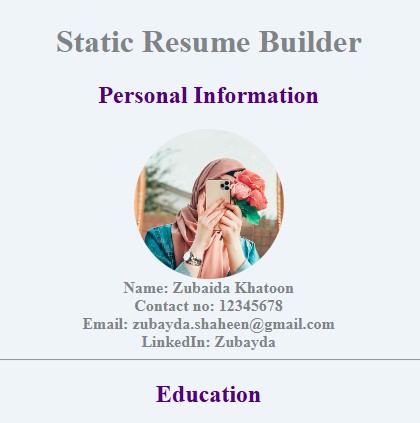 Static Resume Builder
Personal Information
Name: Zubaida Khatoon
Contact no: 12345678
Email: zubayda.shaheen@gmail.com
LinkedIn: Zubayda
Education